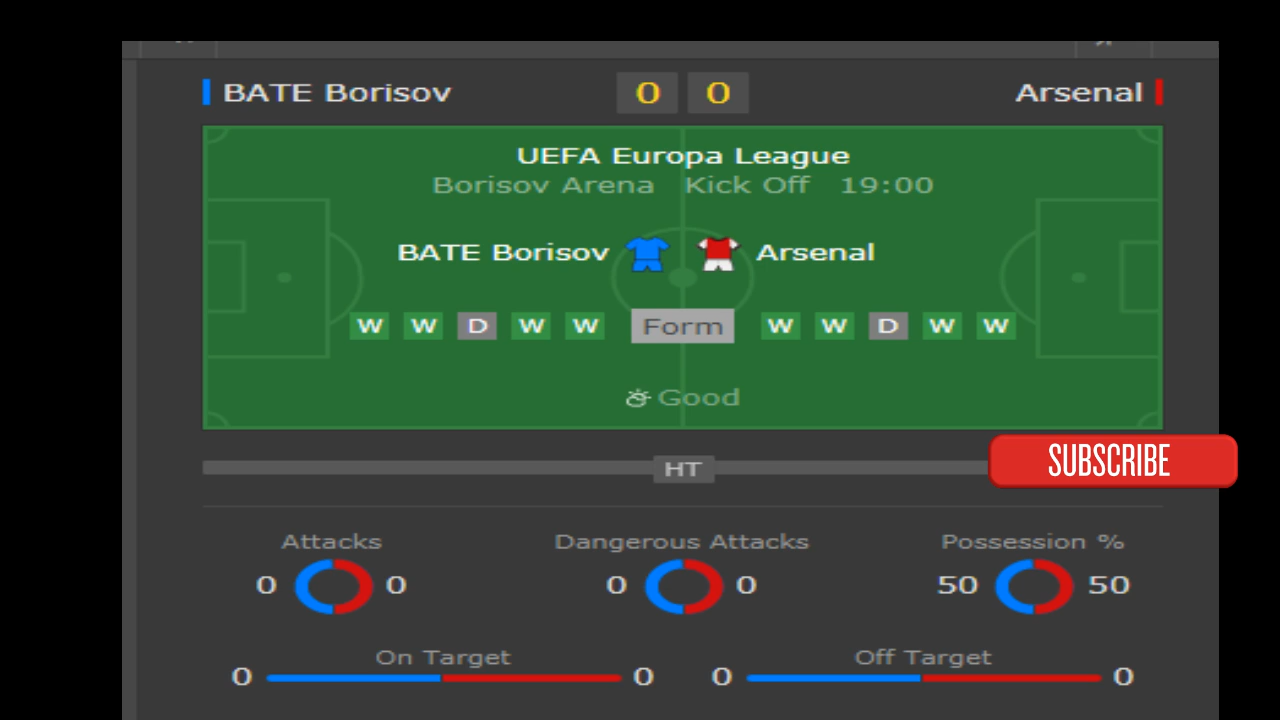 BATE Borisov 0 0 Arsenal
UEFA Europa League
Borisov Arena Kick Off 19:00
BATE Borisov Arsenal
W W D W W Form W W D W W
Good
HT
SUBSCRIBE
Attacks Dangerous Attacks Possession %
0 0 0 0 50 50
On Target Off Target
0 0 0 0